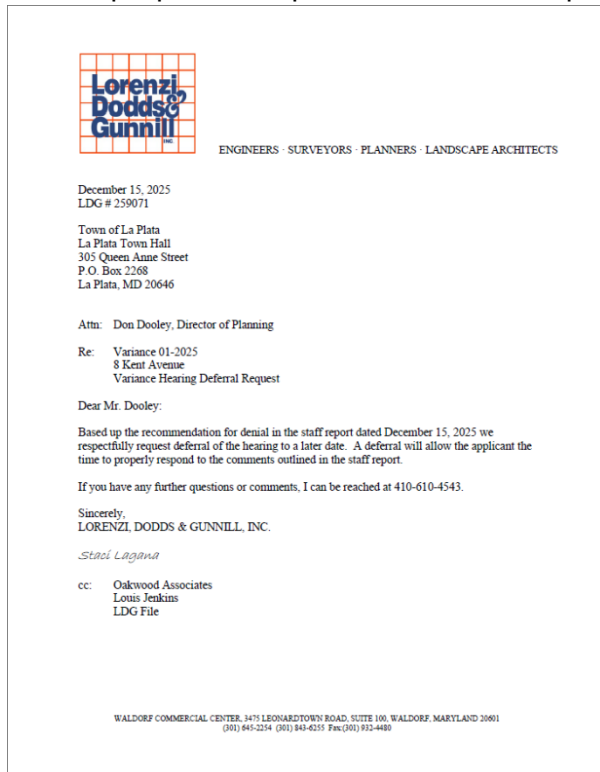 Lorenzi,
Dodds&
Gunnill
INC.
ENGINEERS · SURVEYORS · PLANNERS · LANDSCAPE ARCHITECTS
December 15, 2025
LDG # 259071
Town of La Plata
La Plata Town Hall
305 Queen Anne Street
P.O. Box 2268
La Plata, MD 20646
Attn: Don Dooley, Director of Planning
Re: Variance 01-2025
8 Kent Avenue
Variance Hearing Deferral Request
Dear Mr. Dooley:
Based up the recommendation for denial in the staff report dated December 15, 2025 we
respectfully request deferral of the hearing to a later date. A deferral will allow the applicant the
time to properly respond to the comments outlined in the staff report.
If you have any further questions or comments, I can be reached at 410-610-4543.
Sincerely,
LORENZI, DODDS & GUNNILL, INC.
Staci Lagana
cc: Oakwood Associates
Louis Jenkins
LDG File
WALDORF COMMERCIAL CENTER, 3475 LEONARDTOWN ROAD, SUITE 100, WALDORF, MARYLAND 20601
(301) 645-2254 (301) 843-6255 Fax:(301) 932-4480